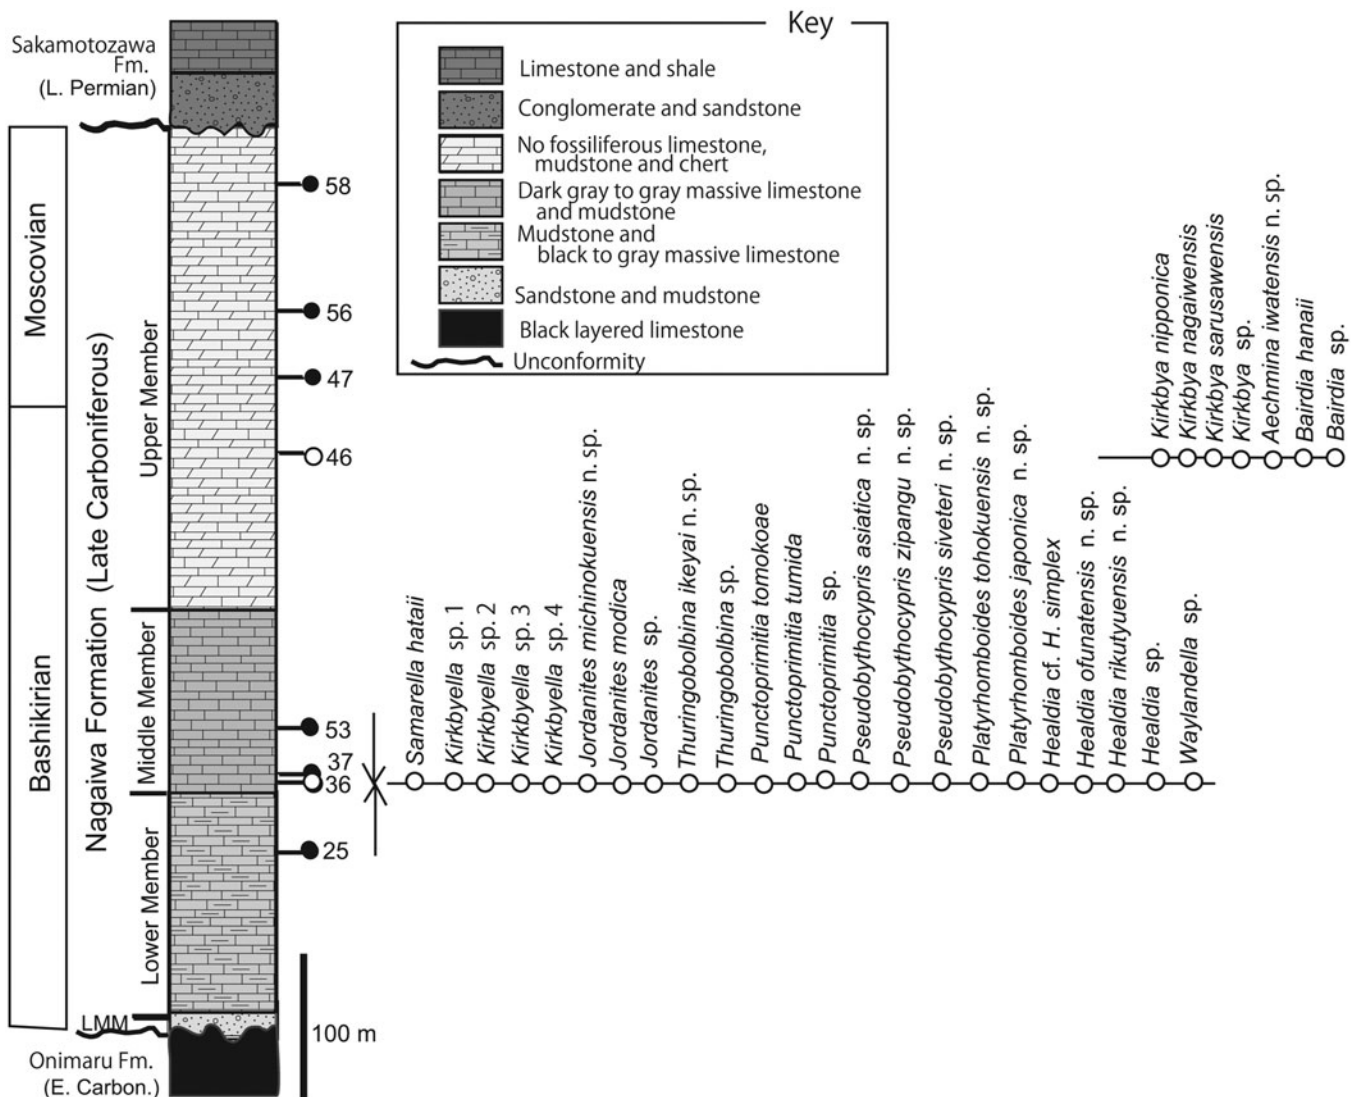 Sakamotozawa
Fm.
(L. Permian)
Key
Limestone and shale
Conglomerate and sandstone
No fossiliferous limestone,
mudstone and chert
Dark gray to gray massive limestone
and mudstone
Mudstone and
black to gray massive limestone
Sandstone and mudstone
Black layered limestone
Unconformity
Moscovian
Bashikirian
Nagaiwa Formation (Late Carboniferous)
Upper Member
Middle Member
Lower Member
LMM
Onimaru Fm.
(E. Carbon.)
58
56
47
46
53
37
36
25
100 m
Samarella hataii
Kirkbyella sp. 1
Kirkbyella sp. 2
Kirkbyella sp. 3
Kirkbyella sp. 4
Jordanites michinokuensis n. sp.
Jordanites modica
Jordanites sp.
Thuringobolbina ikeyai n. sp.
Thuringobolbina sp.
Punctoprimitia tomokoae
Punctoprimitia tumida
Punctoprimitia sp.
Pseudobythocypris asiatica n. sp.
Pseudobythocypris zipangu n. sp.
Pseudobythocypris siveteri n. sp.
Platyrhomboides tohokuensis n. sp.
Platyrhomboides japonica n. sp.
Healdia cf. H. simplex
Healdia ofunatensis n. sp.
Healdia rikutyuensis n. sp.
Healdia sp.
Waylandella sp.
Kirkbya nipponica
Kirkbya nagaiwensis
Kirkbya sarusawensis
Kirkbya sp.
Aechmina iwatensis n. sp.
Bairdia hanaii
Bairdia sp.